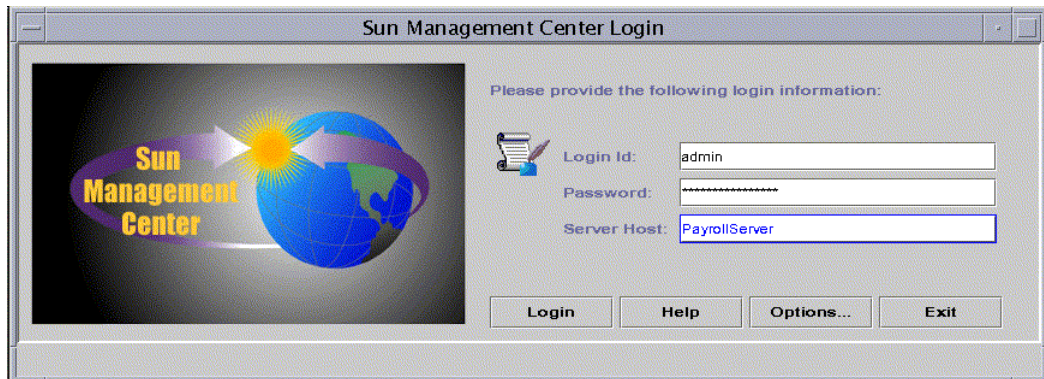 Sun Management Center Login
Sun
Management
Center
Please provide the following login information:
Login Id: admin
Password: ****************
Server Host: PayrollServer
Login Help Options... Exit